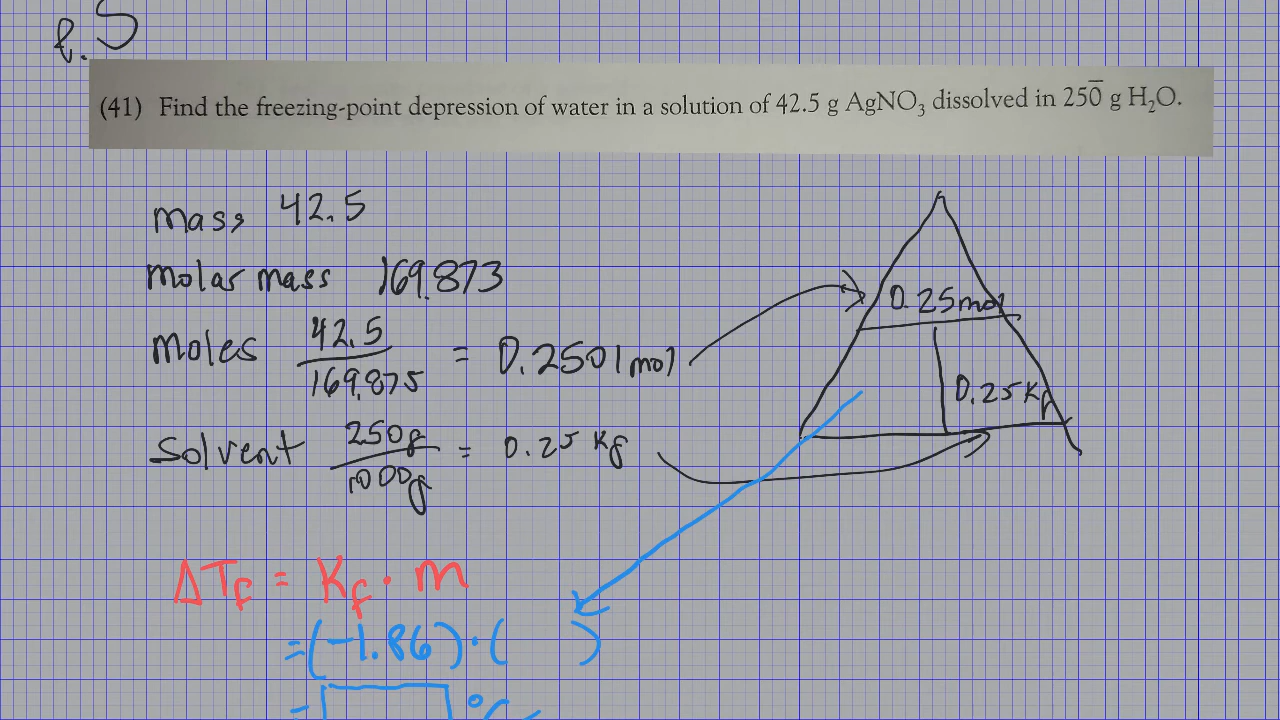 p. 5
(41) Find the freezing-point depression of water in a solution of 42.5 g AgNO₃ dissolved in 250̅ g H₂O.
mass 42.5
molar mass 169.873
moles 42.5 / 169.875 = 0.2501 mol
0.25 mol
0.25 Kg
Solvent 250g / 1000g = 0.25 Kg
ΔTf = Kf · m
= (-1.86) · ( )
= °C